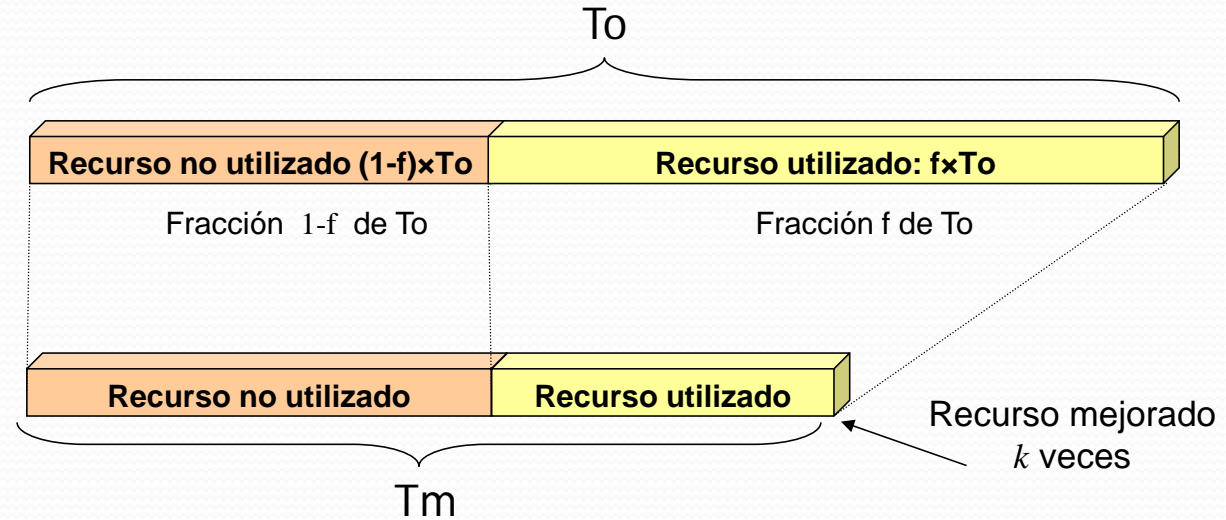 To
Recurso no utilizado (1-f)×To
Recurso utilizado: f×To
Fracción 1-f de To
Fracción f de To
Recurso no utilizado
Recurso utilizado
Recurso mejorado
k veces
Tm